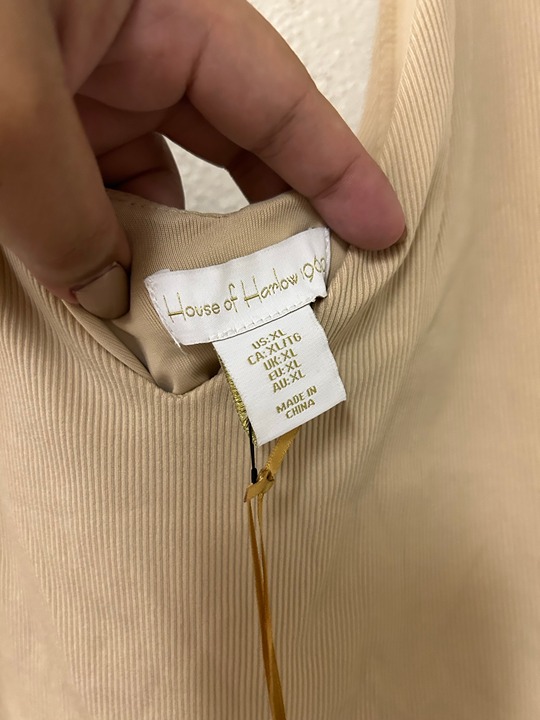 House of Harlow 1960
US:XL
CA:XL/TG
UK:XL
EU:XL
AU:XL
MADE IN
CHINA